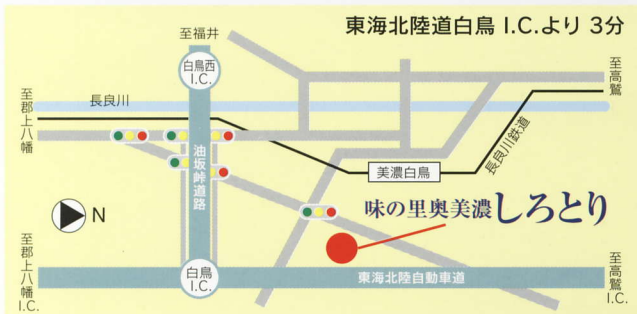 東海北陸道白鳥 I.C.より 3分
至福井
白鳥西
I.C.
至高鷲
至郡上八幡
長良川
油坂峠道路
長良川鉄道
美濃白鳥
N
味の里奥美濃しろとり
至郡上八幡I.C.
白鳥
I.C.
東海北陸自動車道
至高鷲I.C.